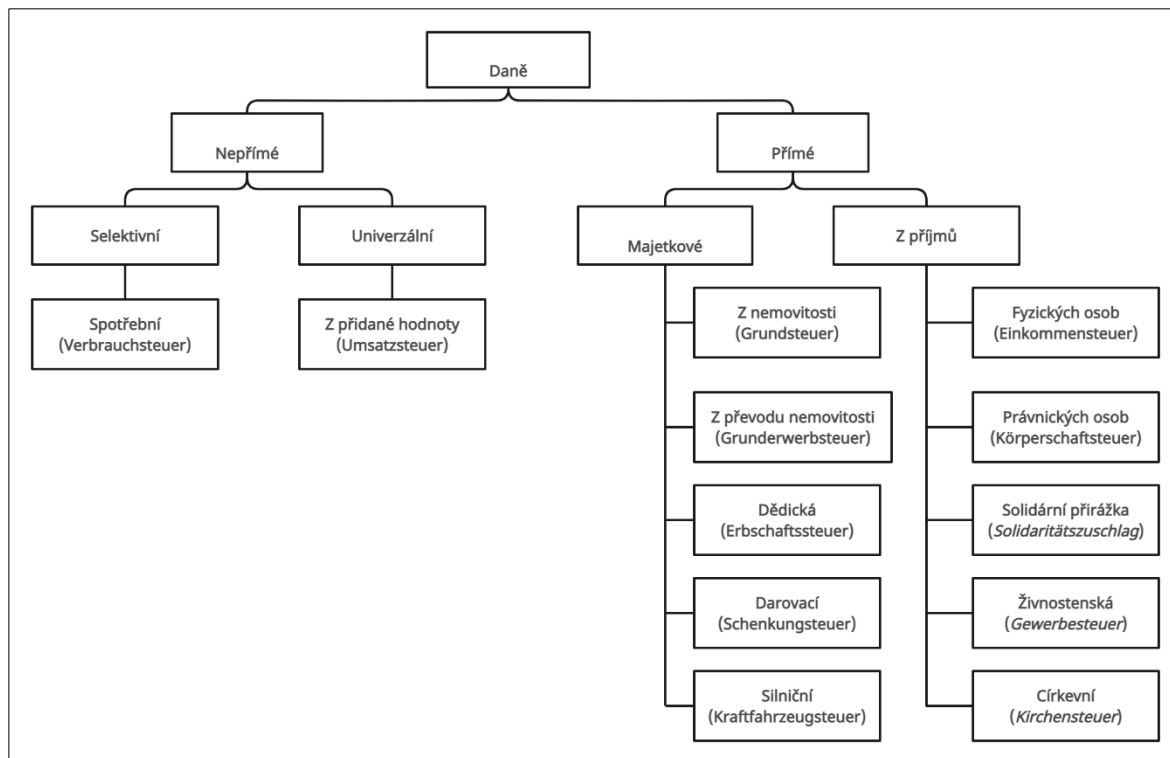 Daně
Nepřímé
Přímé
Selektivní
Univerzální
Majetkové
Z příjmů
Spotřební
(Verbrauchsteuer)
Z přidané hodnoty
(Umsatzsteuer)
Z nemovitosti
(Grundsteuer)
Fyzických osob
(Einkommensteuer)
Z převodu nemovitosti
(Grunderwerbsteuer)
Právnických osob
(Körperschaftsteuer)
Dědická
(Erbschaftssteuer)
Solidární přirážka
(Solidaritätszuschlag)
Darovací
(Schenkungsteuer)
Živnostenská
(Gewerbesteuer)
Silniční
(Kraftfahrzeugsteuer)
Církevní
(Kirchensteuer)